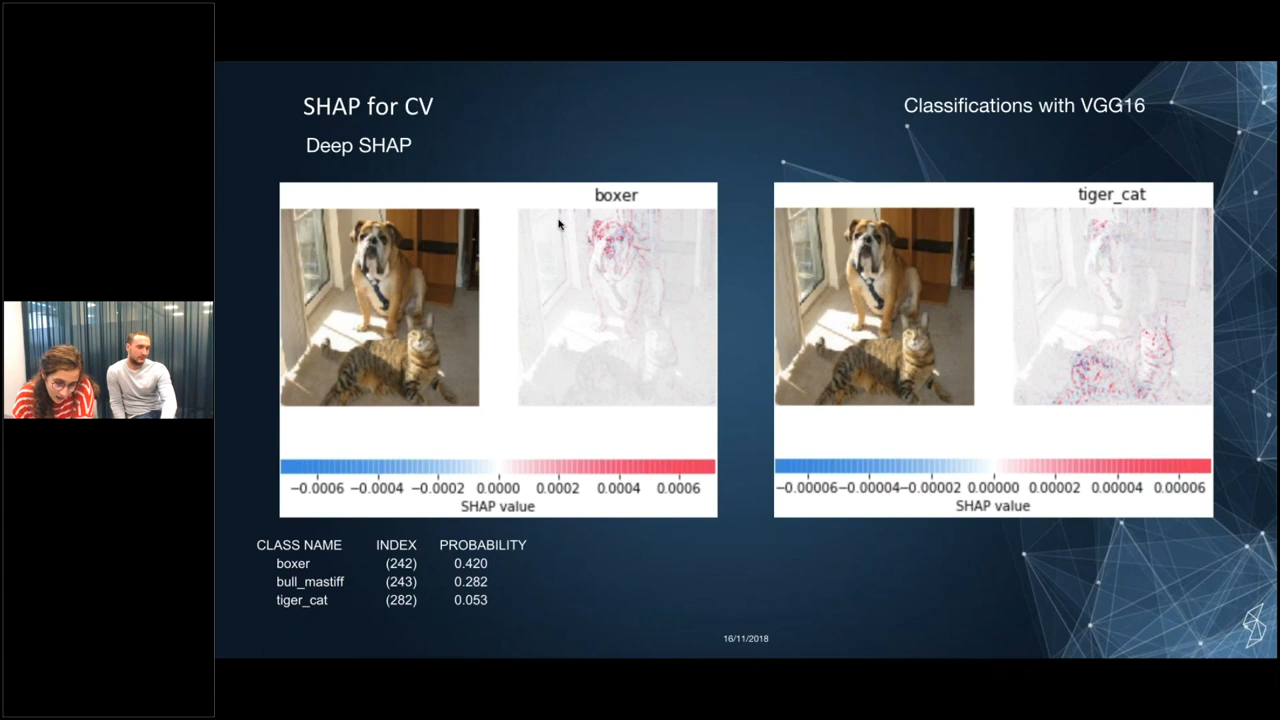 SHAP for CV
Classifications with VGG16
Deep SHAP
boxer
tiger_cat
−0.0006 −0.0004 −0.0002 0.0000 0.0002 0.0004 0.0006
SHAP value
−0.00006−0.00004−0.00002 0.00000 0.00002 0.00004 0.00006
SHAP value
CLASS NAME INDEX PROBABILITY
boxer (242) 0.420
bull_mastiff (243) 0.282
tiger_cat (282) 0.053
16/11/2018